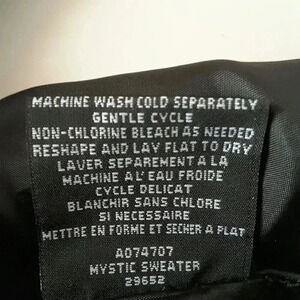 MACHINE WASH COLD SEPARATELY
GENTLE CYCLE
NON-CHLORINE BLEACH AS NEEDED
RESHAPE AND LAY FLAT TO DRY
LAVER SEPAREMENT A LA
MACHINE AL'EAU FROIDE
CYCLE DELICAT
BLANCHIR SANS CHLORE
SI NECESSAIRE
METTRE EN FORME ET SECHER A PLAT
A074707
MYSTIC SWEATER
29652